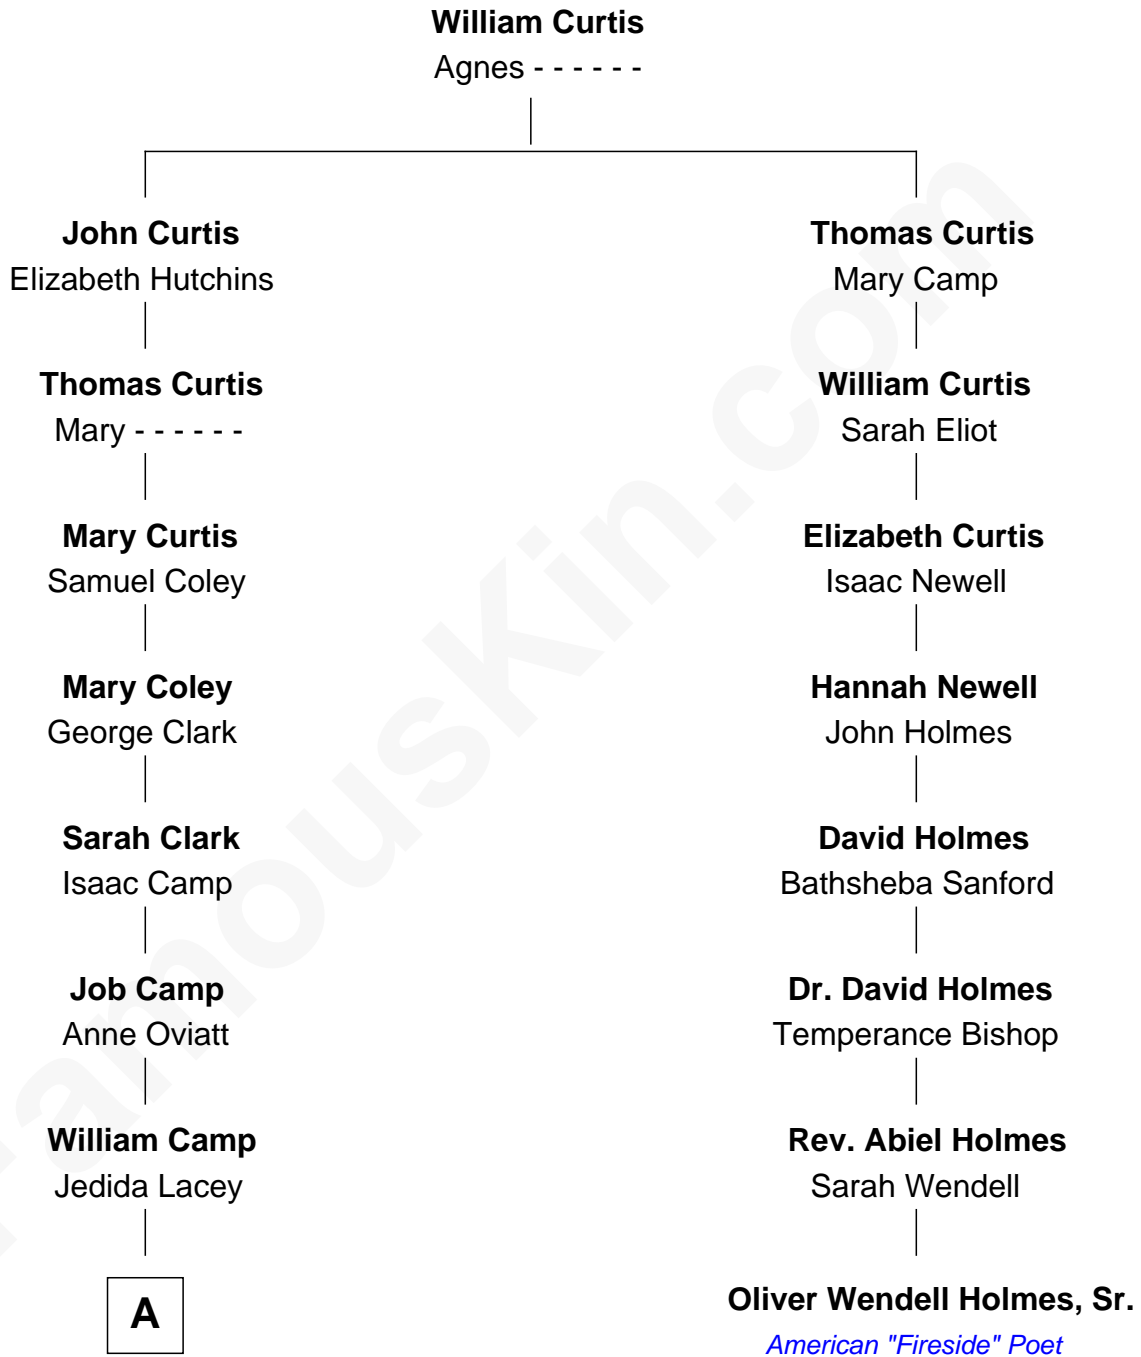 William Curtis
Agnes - - - - - -
John Curtis
Elizabeth Hutchins
Thomas Curtis
Mary Camp
Thomas Curtis
Mary - - - - - -
William Curtis
Sarah Eliot
Mary Curtis
Samuel Coley
Elizabeth Curtis
Isaac Newell
Mary Coley
George Clark
Hannah Newell
John Holmes
Sarah Clark
Isaac Camp
David Holmes
Bathsheba Sanford
Job Camp
Anne Oviatt
Dr. David Holmes
Temperance Bishop
William Camp
Jedida Lacey
Rev. Abiel Holmes
Sarah Wendell
A
Oliver Wendell Holmes, Sr.
American "Fireside" Poet
FamousKin.com